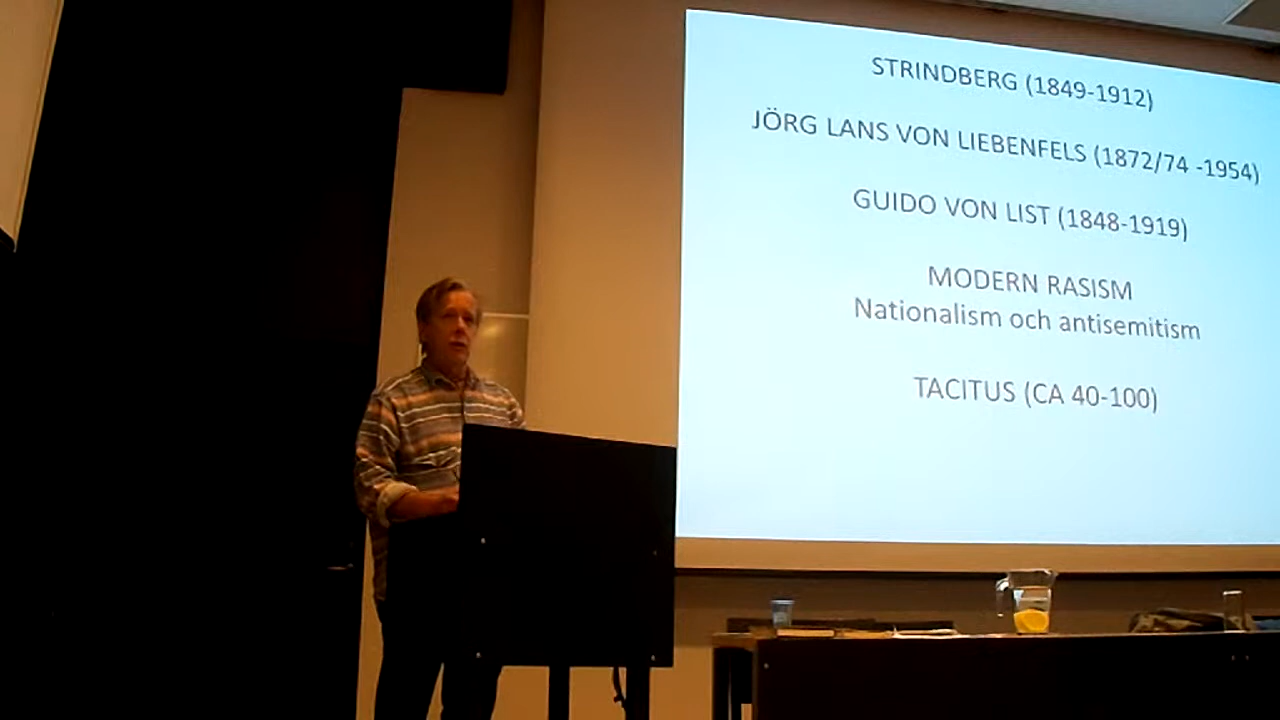 STRINDBERG (1849-1912)
JÖRG LANS VON LIEBENFELS (1872/74 -1954)
GUIDO VON LIST (1848-1919)
MODERN RASISM
Nationalism och antisemitism
TACITUS (CA 40-100)